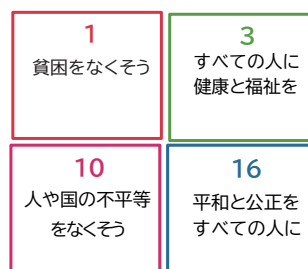 1
貧困をなくそう
3
すべての人に
健康と福祉を
10
人や国の不平等
をなくそう
16
平和と公正を
すべての人に